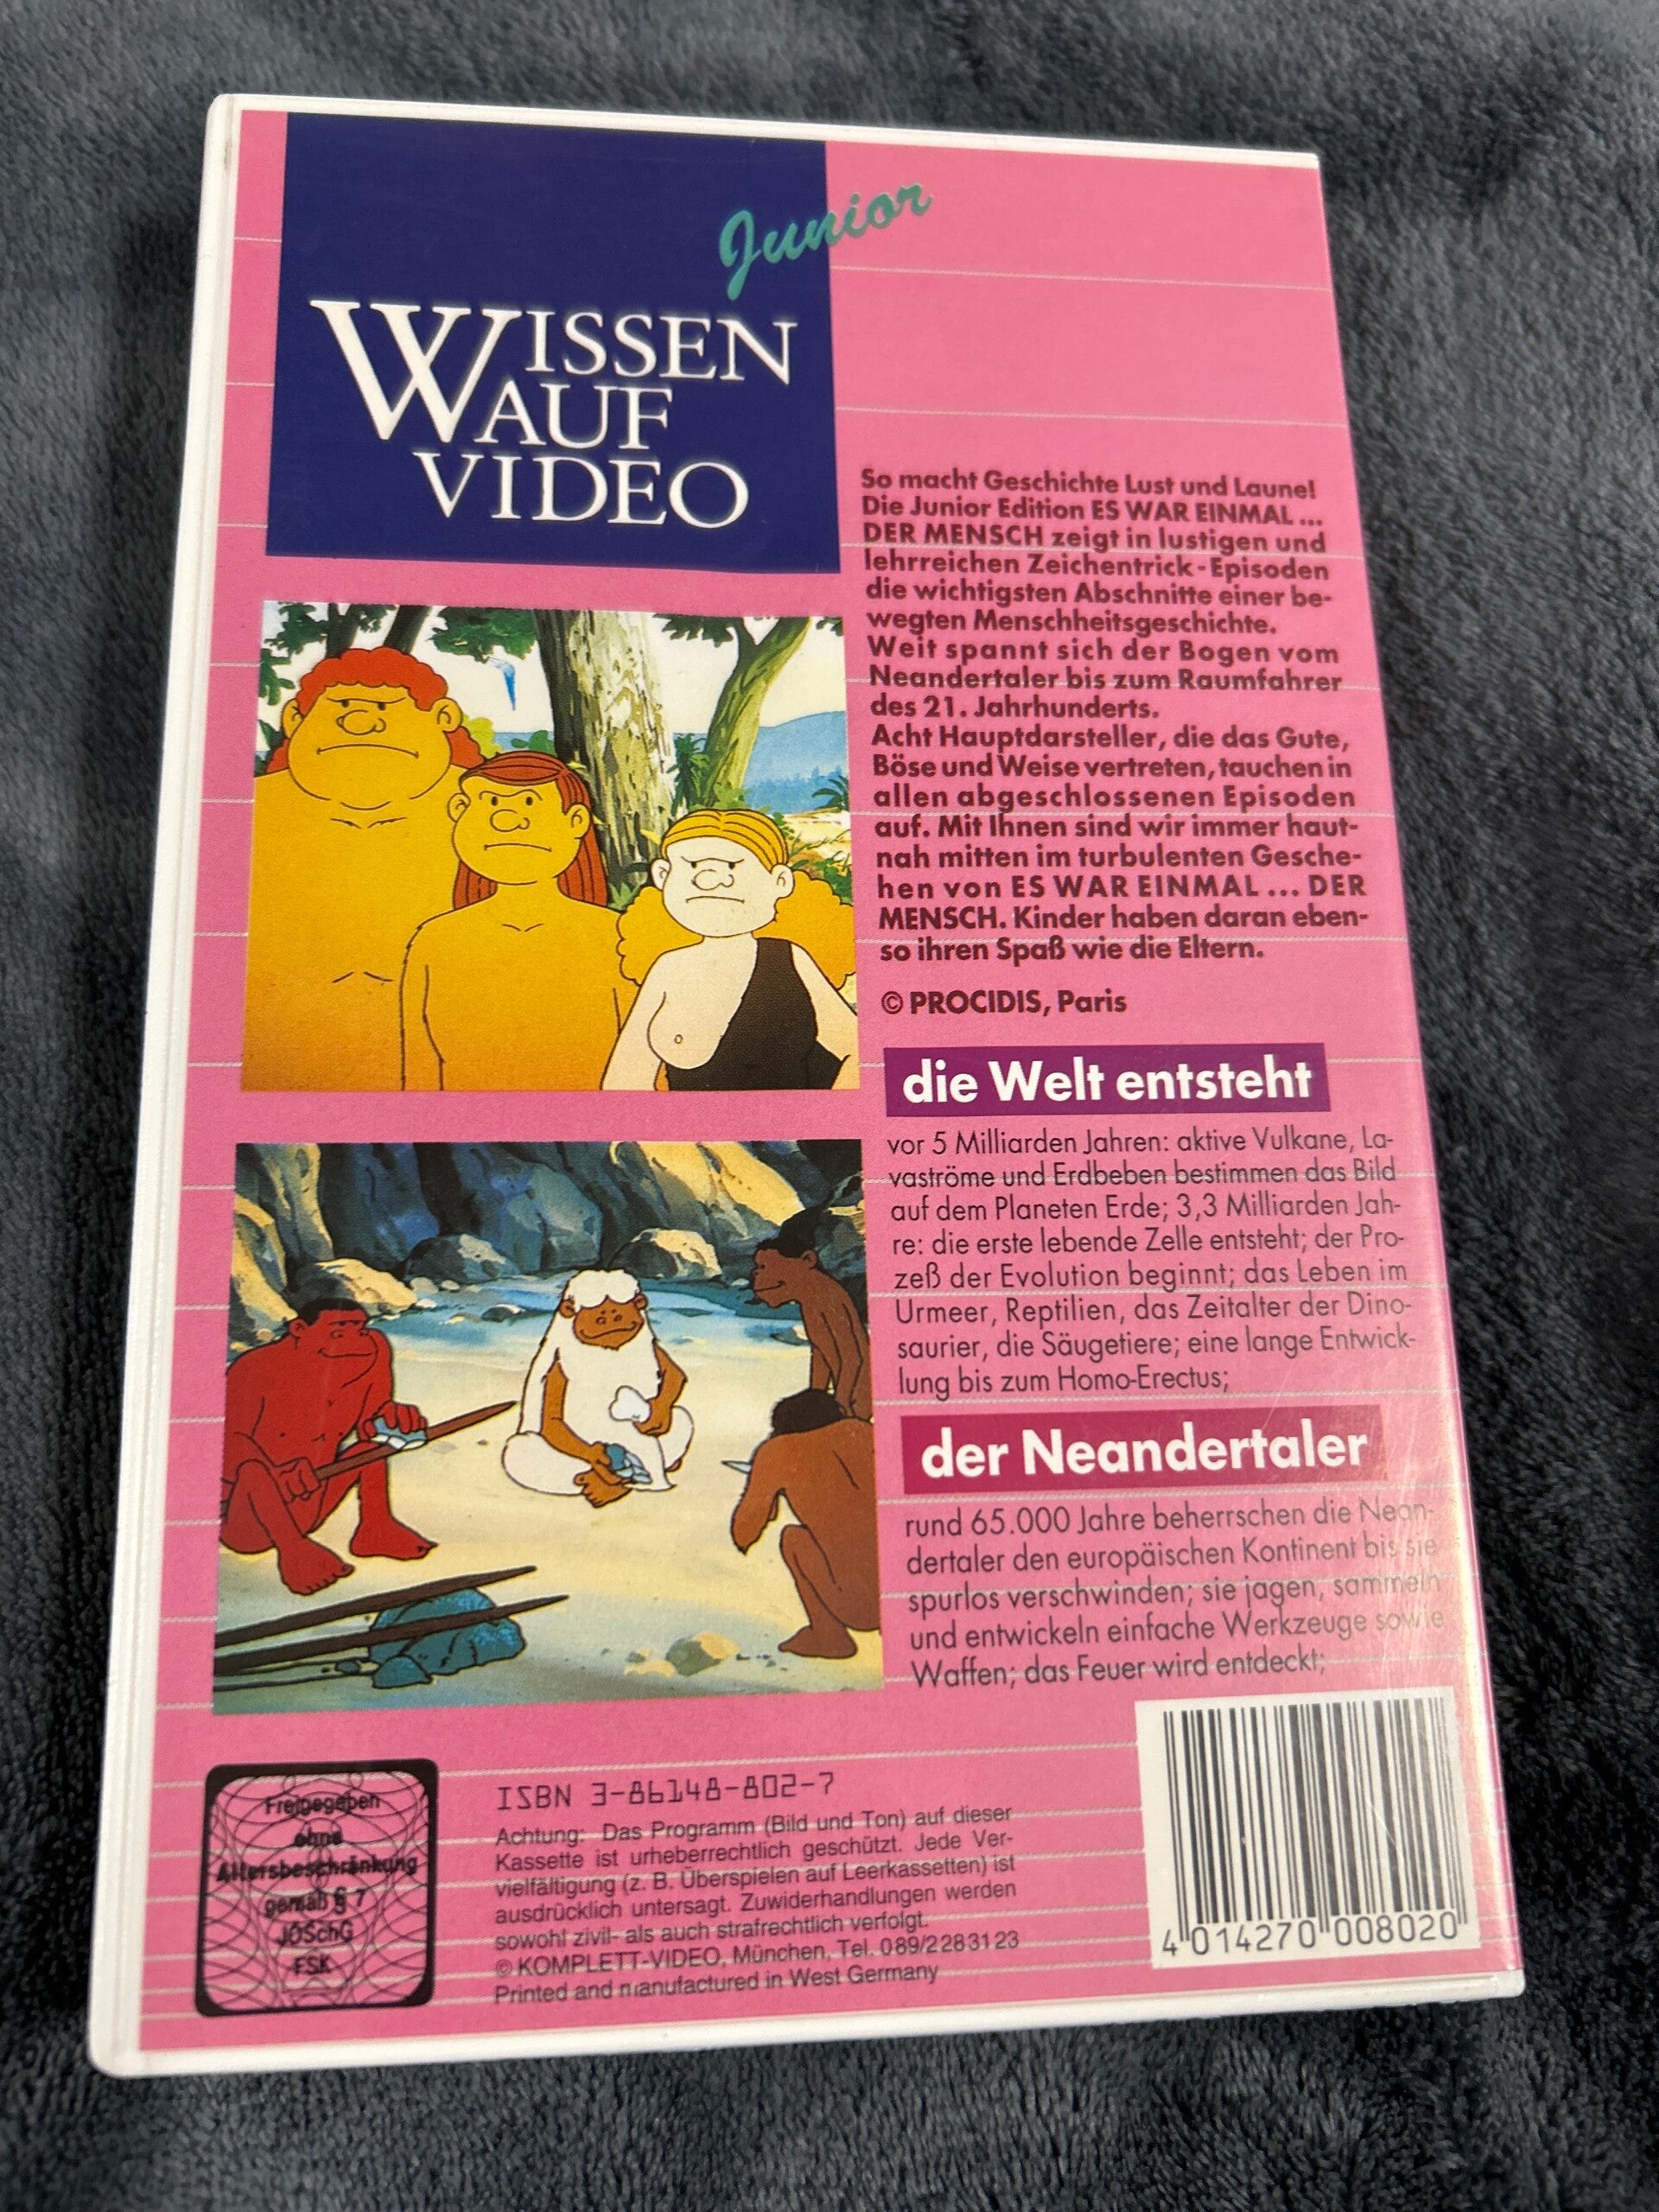 Junior
WISSEN
AUF
VIDEO
So macht Geschichte Lust und Laune!
Die Junior Edition ES WAR EINMAL ...
DER MENSCH zeigt in lustigen und
lehrreichen Zeichentrick-Episoden
die wichtigsten Abschnitte einer be-
wegten Menschheitsgeschichte.
Weit spannt sich der Bogen vom
Neandertaler bis zum Raumfahrer
des 21. Jahrhunderts.
Acht Hauptdarsteller, die das Gute,
Böse und Weise vertreten, tauchen in
allen abgeschlossenen Episoden
auf. Mit Ihnen sind wir immer haut-
nah mitten im turbulenten Gesche-
hen von ES WAR EINMAL ... DER
MENSCH. Kinder haben daran eben-
so ihren Spaß wie die Eltern.
© PROCIDIS, Paris
die Welt entsteht
vor 5 Milliarden Jahren: aktive Vulkane, La-
vaströme und Erdbeben bestimmen das Bild
auf dem Planeten Erde; 3,3 Milliarden Jah-
re: die erste lebende Zelle entsteht; der Pro-
zeß der Evolution beginnt; das Leben im
Urmeer, Reptilien, das Zeitalter der Dino-
saurier, die Säugetiere; eine lange Entwick-
lung bis zum Homo-Erectus;
der Neandertaler
rund 65.000 Jahre beherrschen die Nean-
dertaler den europäischen Kontinent bis sie
spurlos verschwinden; sie jagen, sammeln
und entwickeln einfache Werkzeuge sowie
Waffen; das Feuer wird entdeckt;
Freigegeben
ohne
Altersbeschränkung
gemäß § 7
JÖSchG
FSK
ISBN 3-86148-802-7
Achtung: Das Programm (Bild und Ton) auf dieser
Kassette ist urheberrechtlich geschützt. Jede Ver-
vielfältigung (z. B. Überspielen auf Leerkassetten) ist
ausdrücklich untersagt. Zuwiderhandlungen werden
sowohl zivil- als auch strafrechtlich verfolgt.
© KOMPLETT-VIDEO, München, Tel. 089/2283123
Printed and manufactured in West Germany
4 014270 008020